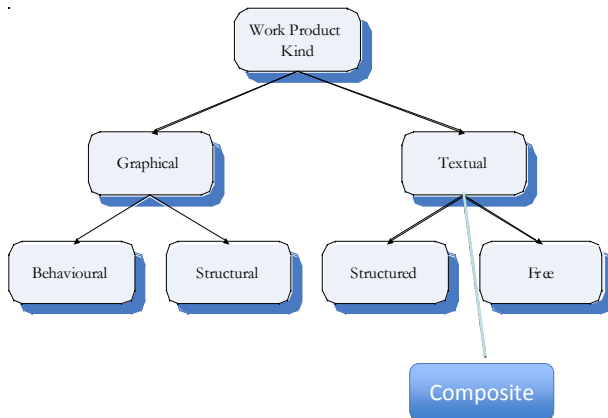 Work Product
Kind
Graphical
Textual
Behavioural
Structural
Structured
Free
Composite